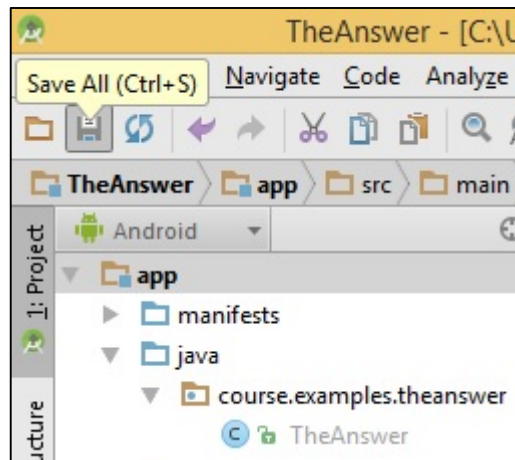 TheAnswer - [C:\U
Save All (Ctrl+S)
Navigate Code Analyze
TheAnswer app src main
1: Project
Android
app
manifests
java
course.examples.theanswer
TheAnswer
ucture